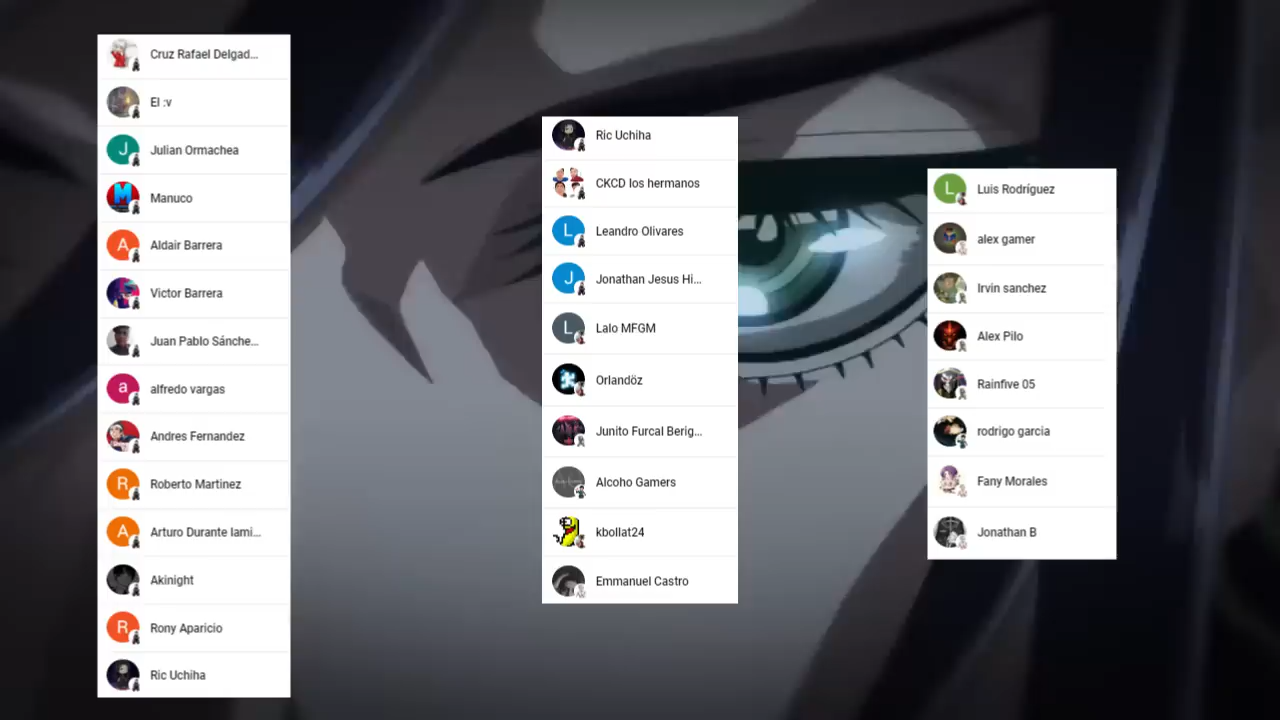 Cruz Rafael Delgad...
El :v
J
Julian Ormachea
M
Manuco
A
Aldair Barrera
Victor Barrera
Juan Pablo Sánche...
a
alfredo vargas
Andres Fernandez
R
Roberto Martinez
A
Arturo Durante lami...
Akinight
R
Rony Aparicio
Ric Uchiha
Ric Uchiha
CKCD los hermanos
L
Leandro Olivares
J
Jonathan Jesus Hi...
L
Lalo MFGM
Orlandöz
Junito Furcal Berig...
Alcoho Gamers
kbollat24
Emmanuel Castro
L
Luis Rodríguez
alex gamer
Irvin sanchez
Alex Pilo
Rainfive 05
rodrigo garcia
Fany Morales
Jonathan B